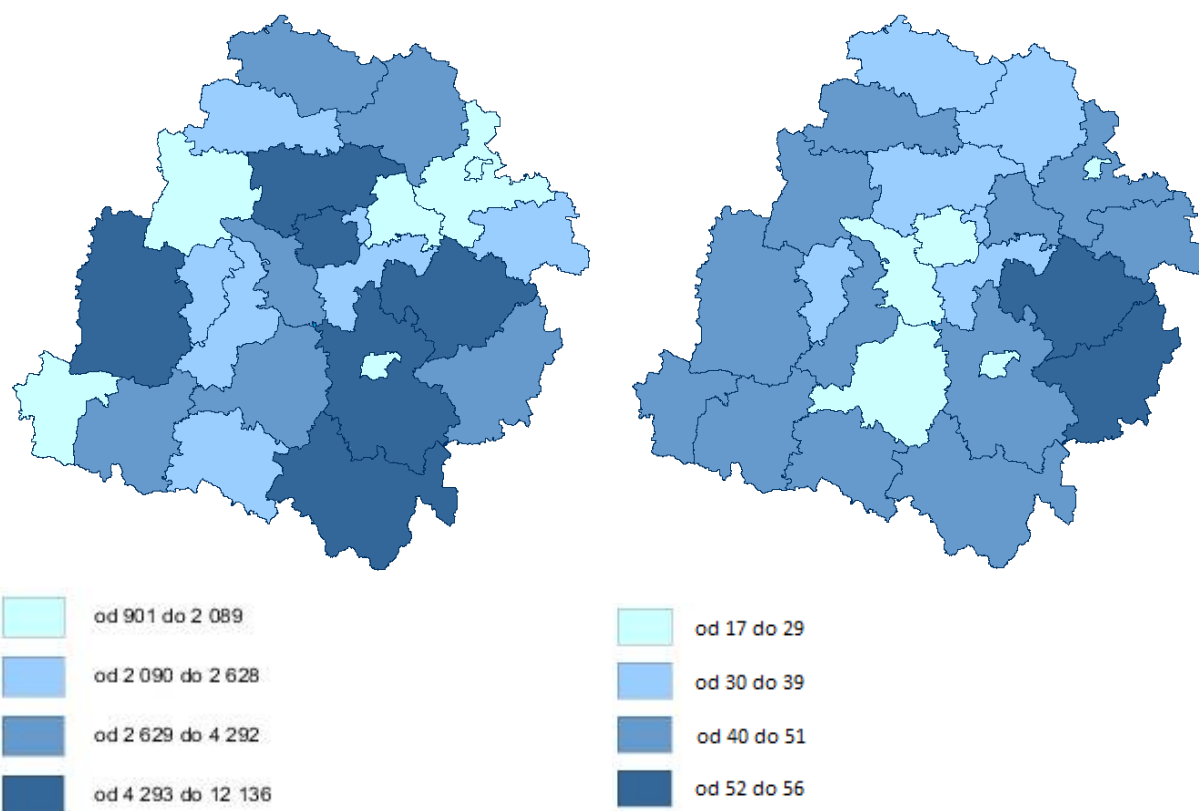 od 901 do 2 089
od 2 090 do 2 628
od 2 629 do 4 292
od 4 293 do 12 136
od 17 do 29
od 30 do 39
od 40 do 51
od 52 do 56